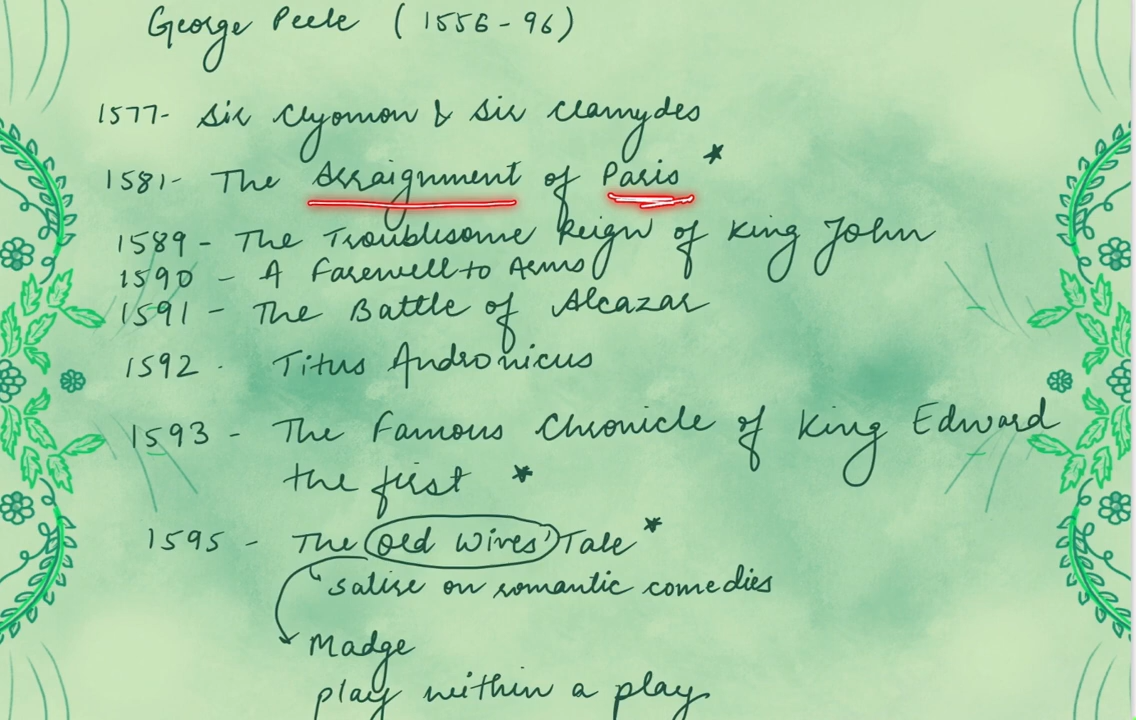 George Peele (1556-96)
1577- Sir Clyomon & Sir Clamydes
1581- The Arraignment of Paris *
1589 - The Troublesome Reign of King John
1590 - A Farewell to Arms
1591 - The Battle of Alcazar
1592 - Titus Andronicus
1593 - The Famous Chronicle of King Edward
the first *
1595 - The Old Wives' Tale *
satire on romantic comedies
Madge
play within a play